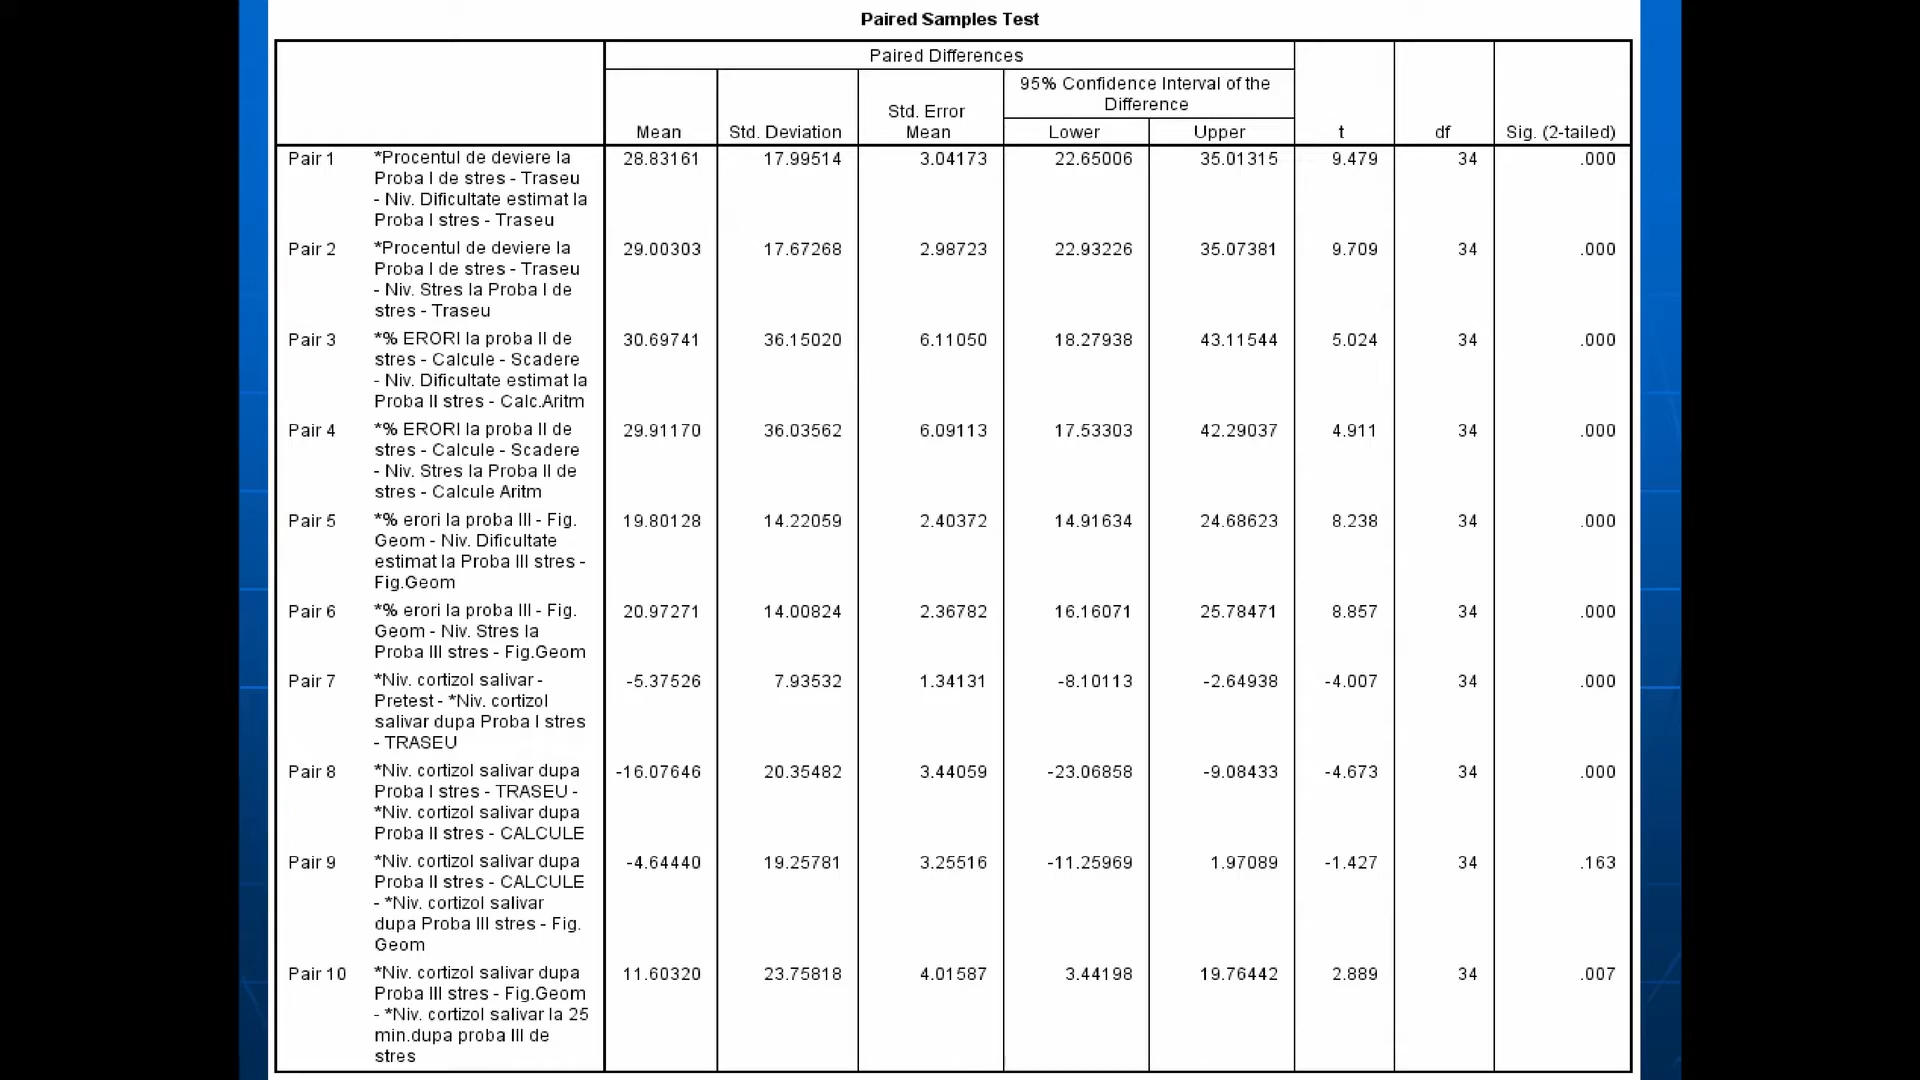 Paired Samples Test
Paired Differences
95% Confidence Interval of the
Difference
Std. Error
Mean Std. Deviation Mean Lower Upper t df Sig. (2-tailed)
Pair 1 *Procentul de deviere la 28.83161 17.99514 3.04173 22.65006 35.01315 9.479 34 .000
Proba I de stres - Traseu
- Niv. Dificultate estimat la
Proba I stres - Traseu
Pair 2 *Procentul de deviere la 29.00303 17.67268 2.98723 22.93226 35.07381 9.709 34 .000
Proba I de stres - Traseu
- Niv. Stres la Proba I de
stres - Traseu
Pair 3 *% ERORI la proba II de 30.69741 36.15020 6.11050 18.27938 43.11544 5.024 34 .000
stres - Calcule - Scadere
- Niv. Dificultate estimat la
Proba II stres - Calc.Aritm
Pair 4 *% ERORI la proba II de 29.91170 36.03562 6.09113 17.53303 42.29037 4.911 34 .000
stres - Calcule - Scadere
- Niv. Stres la Proba II de
stres - Calcule Aritm
Pair 5 *% erori la proba III - Fig. 19.80128 14.22059 2.40372 14.91634 24.68623 8.238 34 .000
Geom - Niv. Dificultate
estimat la Proba III stres -
Fig.Geom
Pair 6 *% erori la proba III - Fig. 20.97271 14.00824 2.36782 16.16071 25.78471 8.857 34 .000
Geom - Niv. Stres la
Proba III stres - Fig.Geom
Pair 7 *Niv. cortizol salivar - -5.37526 7.93532 1.34131 -8.10113 -2.64938 -4.007 34 .000
Pretest - *Niv. cortizol
salivar dupa Proba I stres
- TRASEU
Pair 8 *Niv. cortizol salivar dupa -16.07646 20.35482 3.44059 -23.06858 -9.08433 -4.673 34 .000
Proba I stres - TRASEU -
*Niv. cortizol salivar dupa
Proba II stres - CALCULE
Pair 9 *Niv. cortizol salivar dupa -4.64440 19.25781 3.25516 -11.25969 1.97089 -1.427 34 .163
Proba II stres - CALCULE
- *Niv. cortizol salivar
dupa Proba III stres - Fig.
Geom
Pair 10 *Niv. cortizol salivar dupa 11.60320 23.75818 4.01587 3.44198 19.76442 2.889 34 .007
Proba III stres - Fig.Geom
- *Niv. cortizol salivar la 25
min.dupa proba III de
stres